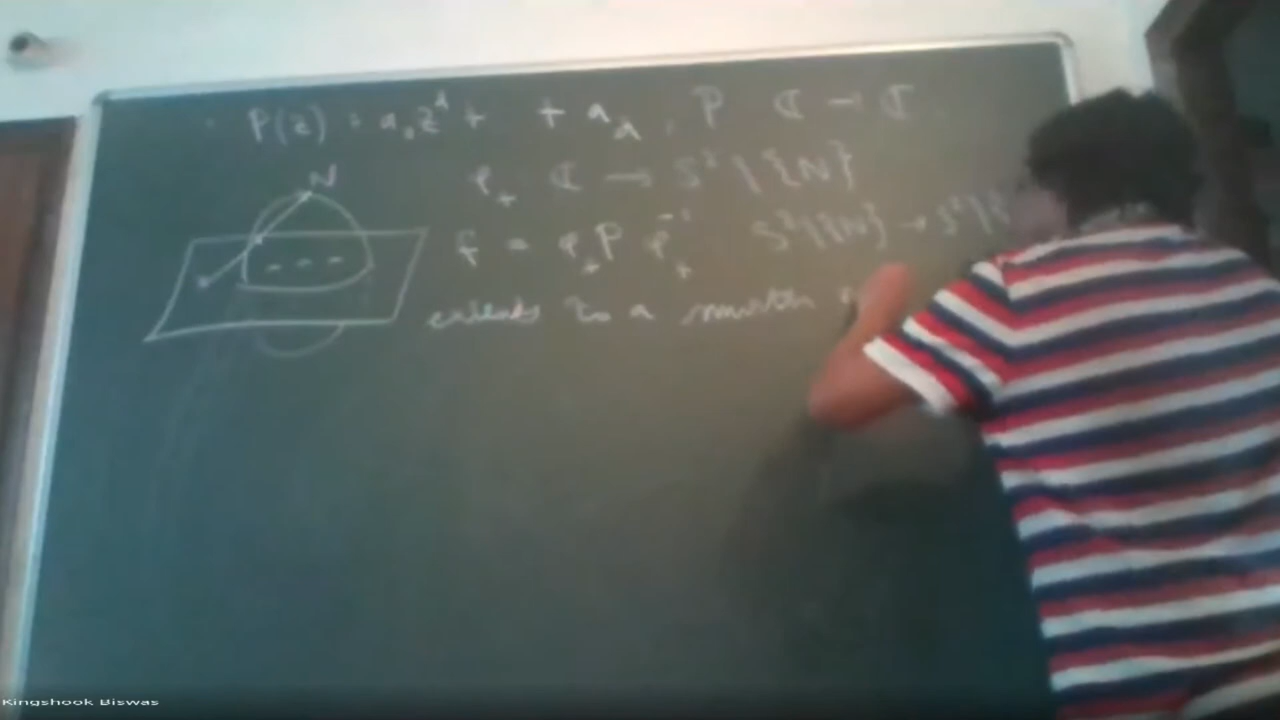 P(z) = a₀z^d + + a_d, P ℂ → ℂ
N
φ₊ ℂ → S² \ {N}
f = φ₊ P φ₊⁻¹ S²\{N} → S²\{
extends to a smooth
Kingshook Biswas